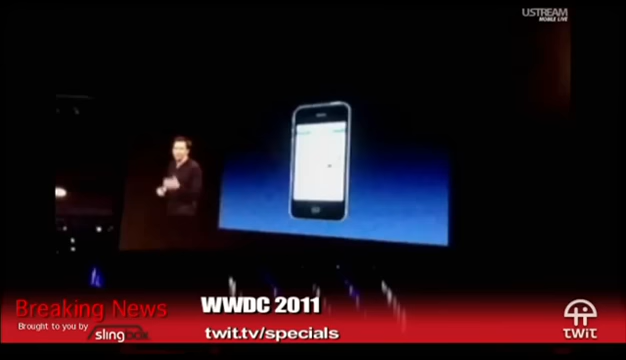 USTREAM
MOBILE LIVE
Breaking News
WWDC 2011
Brought to you by slingbox
twit.tv/specials
TWiT